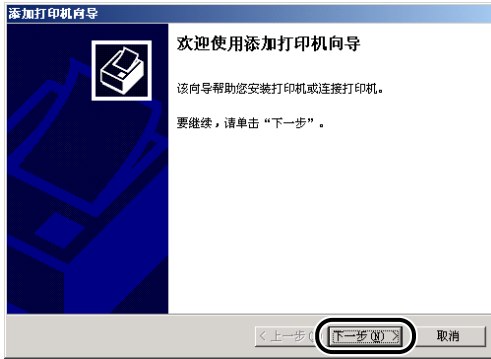 添加打印机向导
欢迎使用添加打印机向导
该向导帮助您安装打印机或连接打印机。
要继续，请单击“下一步”。
<上一步(
下一步(N) >
取消